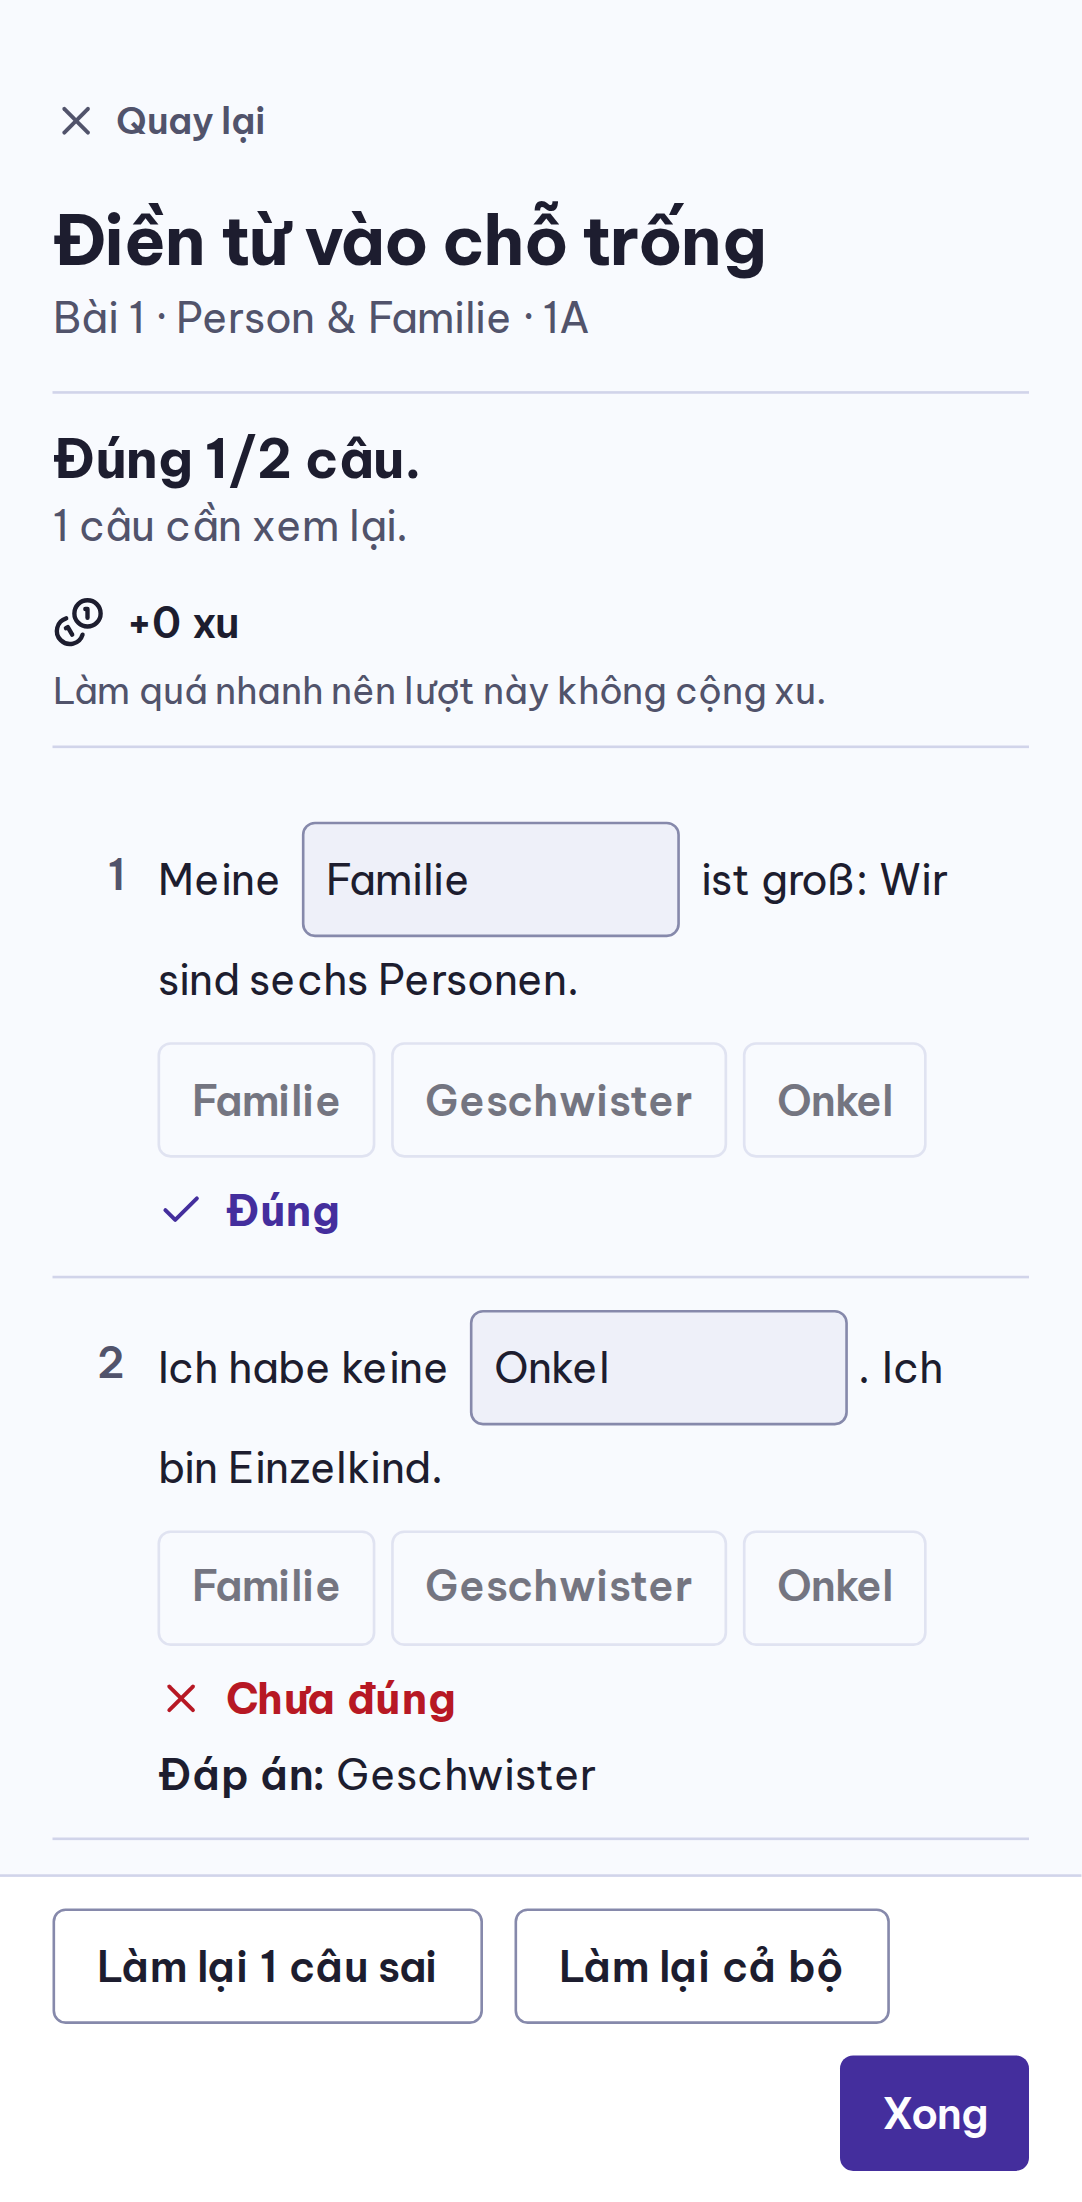 Quay lại
Điền từ vào chỗ trống
Bài 1 · Person & Familie · 1A
Đúng 1/2 câu.
1 câu cần xem lại.
+0 xu
Làm quá nhanh nên lượt này không cộng xu.
1 Meine Familie ist groß: Wir
sind sechs Personen.
Familie Geschwister Onkel
Đúng
2 Ich habe keine Onkel . Ich
bin Einzelkind.
Familie Geschwister Onkel
Chưa đúng
Đáp án: Geschwister
Làm lại 1 câu sai Làm lại cả bộ
Xong